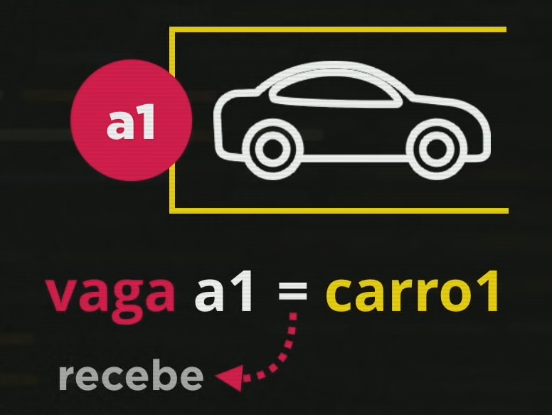 a1
vaga a1 = carro1
recebe